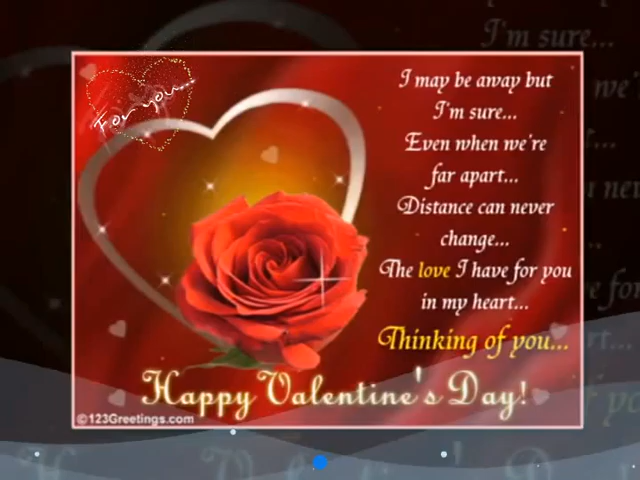 For you...
I may be away but
I'm sure...
Even when we're
far apart...
Distance can never
change...
The love I have for you
in my heart...
Thinking of you...
Happy Valentine's Day!
©123Greetings.com